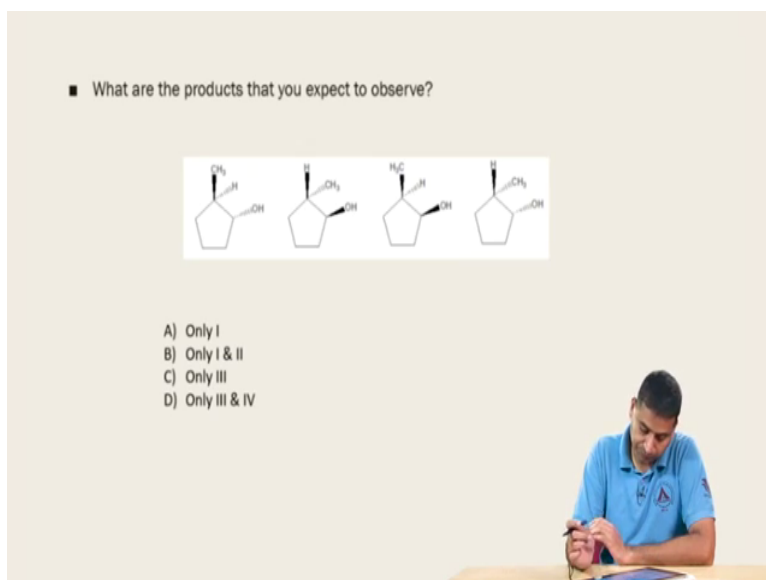 What are the products that you expect to observe?
CH₃ H H₃C H
H CH₃ H CH₃
OH OH OH OH
A) Only I
B) Only I & II
C) Only III
D) Only III & IV